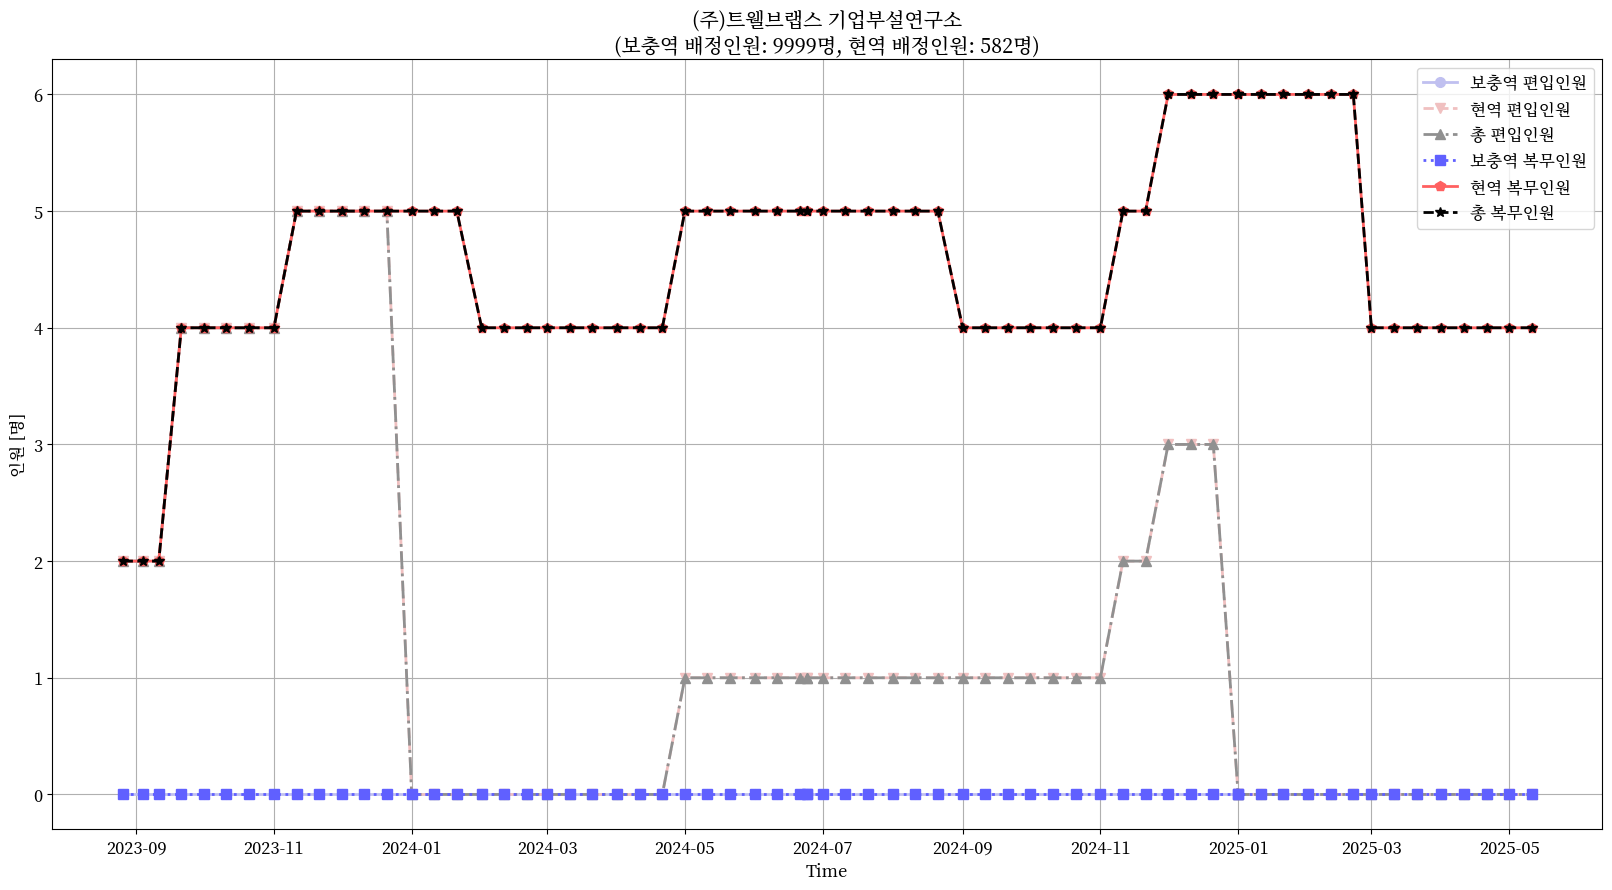 (주)트웰브랩스 기업부설연구소
(보충역 배정인원: 9999명, 현역 배정인원: 582명)
보충역 편입인원
현역 편입인원
총 편입인원
보충역 복무인원
현역 복무인원
총 복무인원
6
5
4
3
2
1
0
인원 [명]
2023-09 2023-11 2024-01 2024-03 2024-05 2024-07 2024-09 2024-11 2025-01 2025-03 2025-05
Time